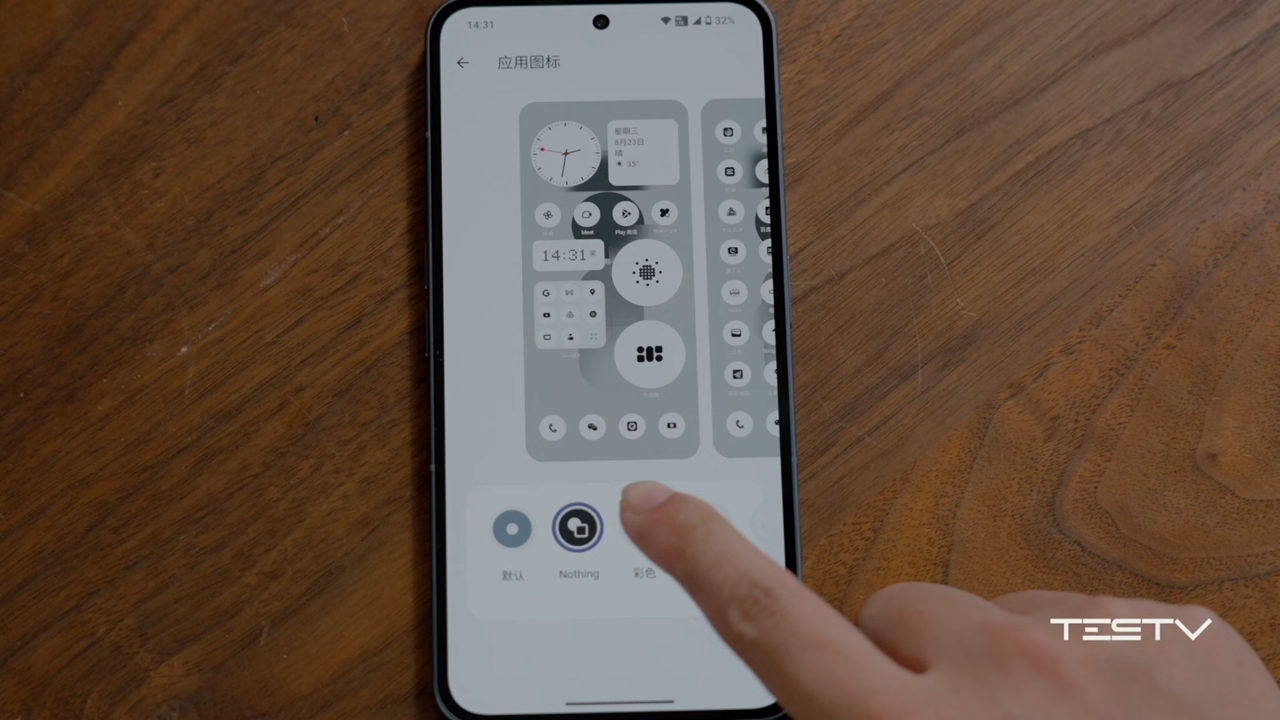 14:31
32%
应用图标
星期三
8月23日
晴
35°
Meet
Play 商店
14:31
默认
Nothing
彩色
TESTV